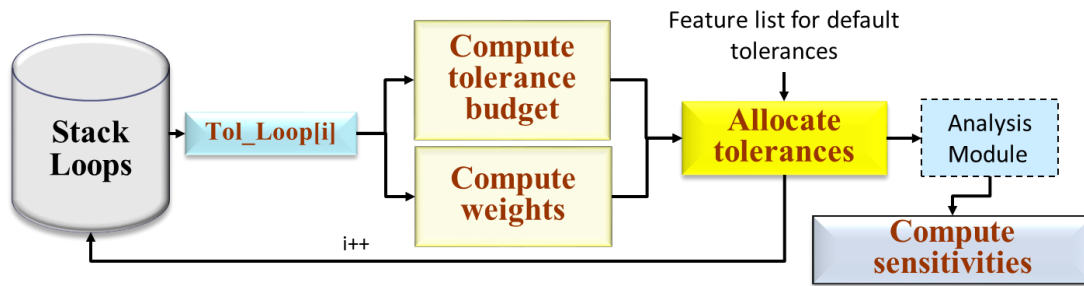 Stack
Loops
Tol_Loop[i]
Compute
tolerance
budget
Compute
weights
Feature list for default
tolerances
Allocate
tolerances
Analysis
Module
i++
Compute
sensitivities